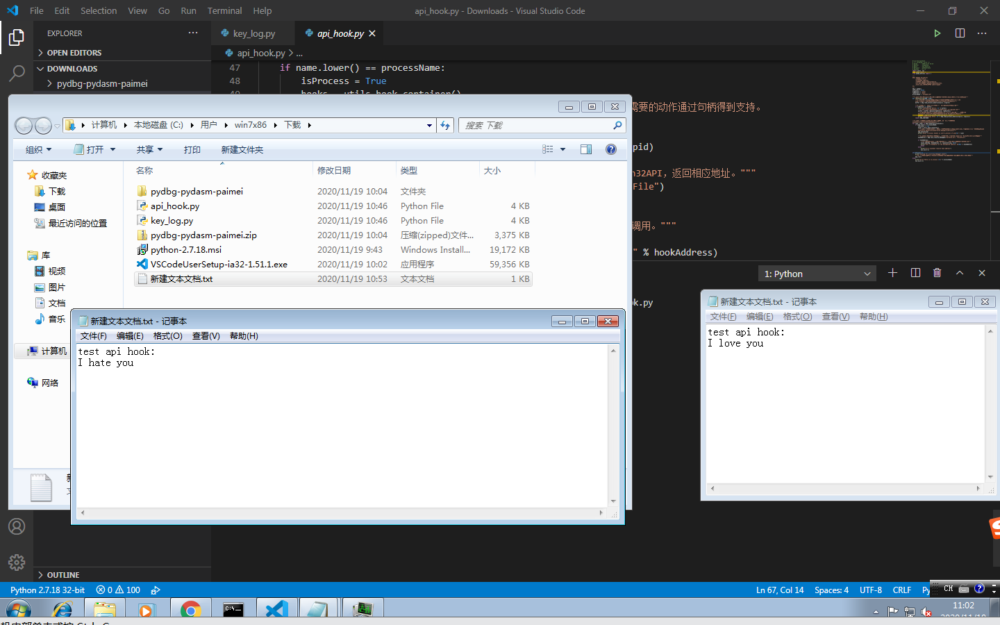 File Edit Selection View Go Run Terminal Help
api_hook.py - Downloads - Visual Studio Code
EXPLORER
OPEN EDITORS
DOWNLOADS
pydbg-pydasm-paimei
key_log.py
api_hook.py
api_hook.py > ...
47 if name.lower() == processName:
48 isProcess = True
需要的动作通过句柄得到支持。
pid)
n32API，返回相应地址。"""
File")
调用。"""
" % hookAddress)
1: Python
ok.py
计算机 本地磁盘 (C:) 用户 win7x86 下载
搜索 下载
组织 打开 共享 打印 新建文件夹
名称 修改日期 类型 大小
pydbg-pydasm-paimei 2020/11/19 10:04 文件夹
api_hook.py 2020/11/19 10:46 Python File 4 KB
key_log.py 2020/11/19 10:46 Python File 4 KB
pydbg-pydasm-paimei.zip 2020/11/19 10:04 压缩(zipped)文件... 3,375 KB
python-2.7.18.msi 2020/11/19 9:43 Windows Install... 19,172 KB
VSCodeUserSetup-ia32-1.51.1.exe 2020/11/19 10:02 应用程序 59,356 KB
新建文本文档.txt 2020/11/19 10:53 文本文档 1 KB
收藏夹
下载
桌面
最近访问的位置
库
视频
图片
文档
音乐
计算机
网络
新建文本文档.txt - 记事本
文件(F) 编辑(E) 格式(O) 查看(V) 帮助(H)
test api hook:
I hate you
新建文本文档.txt - 记事本
文件(F) 编辑(E) 格式(O) 查看(V) 帮助(H)
test api hook:
I love you
OUTLINE
Python 2.7.18 32-bit 0 100
Ln 67, Col 14 Spaces: 4 UTF-8 CRLF Py
CH
11:02